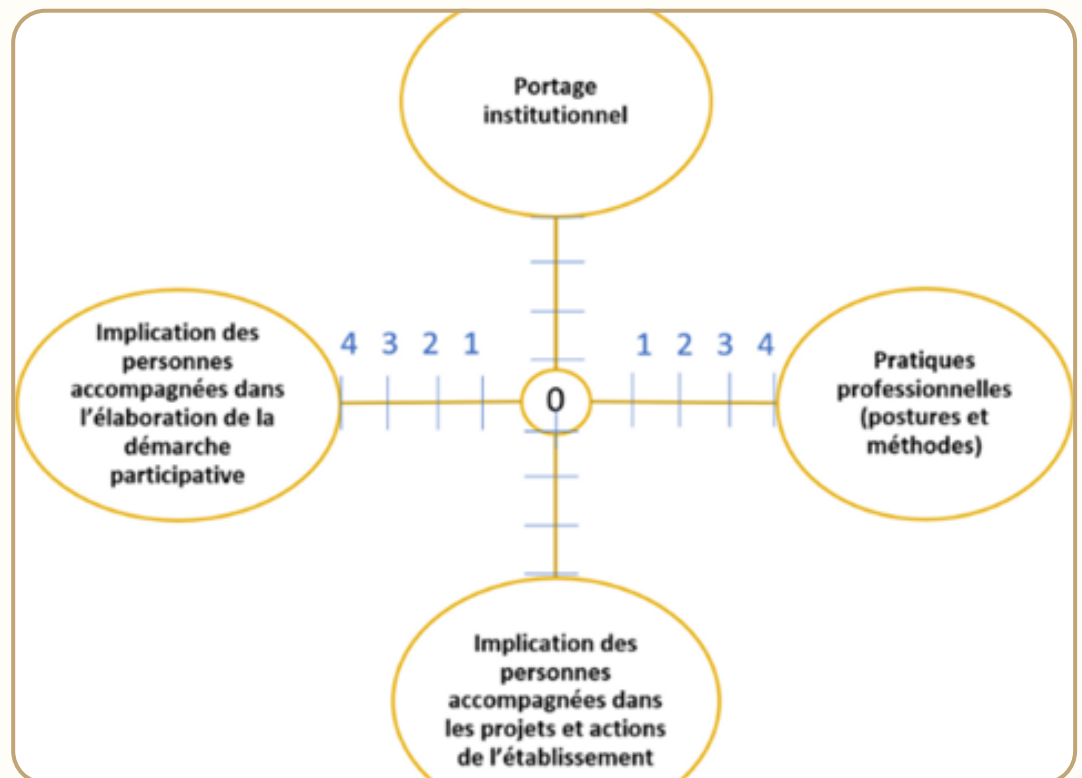 Portage
institutionnel
Implication des
personnes
accompagnées dans
l'élaboration de la
démarche
participative
4 3 2 1
0
1 2 3 4
Pratiques
professionnelles
(postures et
méthodes)
Implication des
personnes
accompagnées dans
les projets et actions
de l'établissement